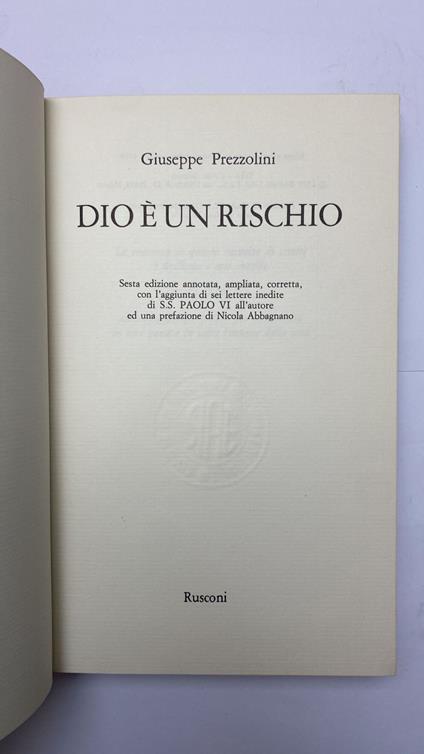 Giuseppe Prezzolini
DIO È UN RISCHIO
Sesta edizione annotata, ampliata, corretta,
con l'aggiunta di sei lettere inedite
di S.S. PAOLO VI all'autore
ed una prefazione di Nicola Abbagnano
Rusconi